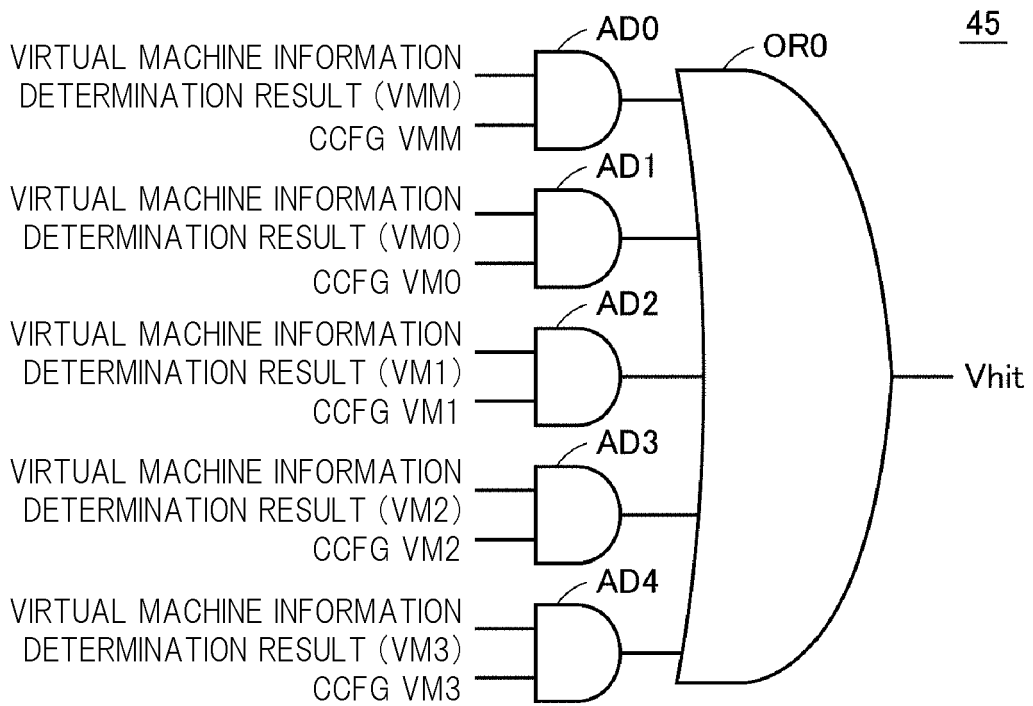 45
AD0
OR0
VIRTUAL MACHINE INFORMATION
DETERMINATION RESULT (VMM)
CCFG VMM
AD1
VIRTUAL MACHINE INFORMATION
DETERMINATION RESULT (VM0)
CCFG VM0
AD2
VIRTUAL MACHINE INFORMATION
DETERMINATION RESULT (VM1)
CCFG VM1
Vhit
AD3
VIRTUAL MACHINE INFORMATION
DETERMINATION RESULT (VM2)
CCFG VM2
AD4
VIRTUAL MACHINE INFORMATION
DETERMINATION RESULT (VM3)
CCFG VM3